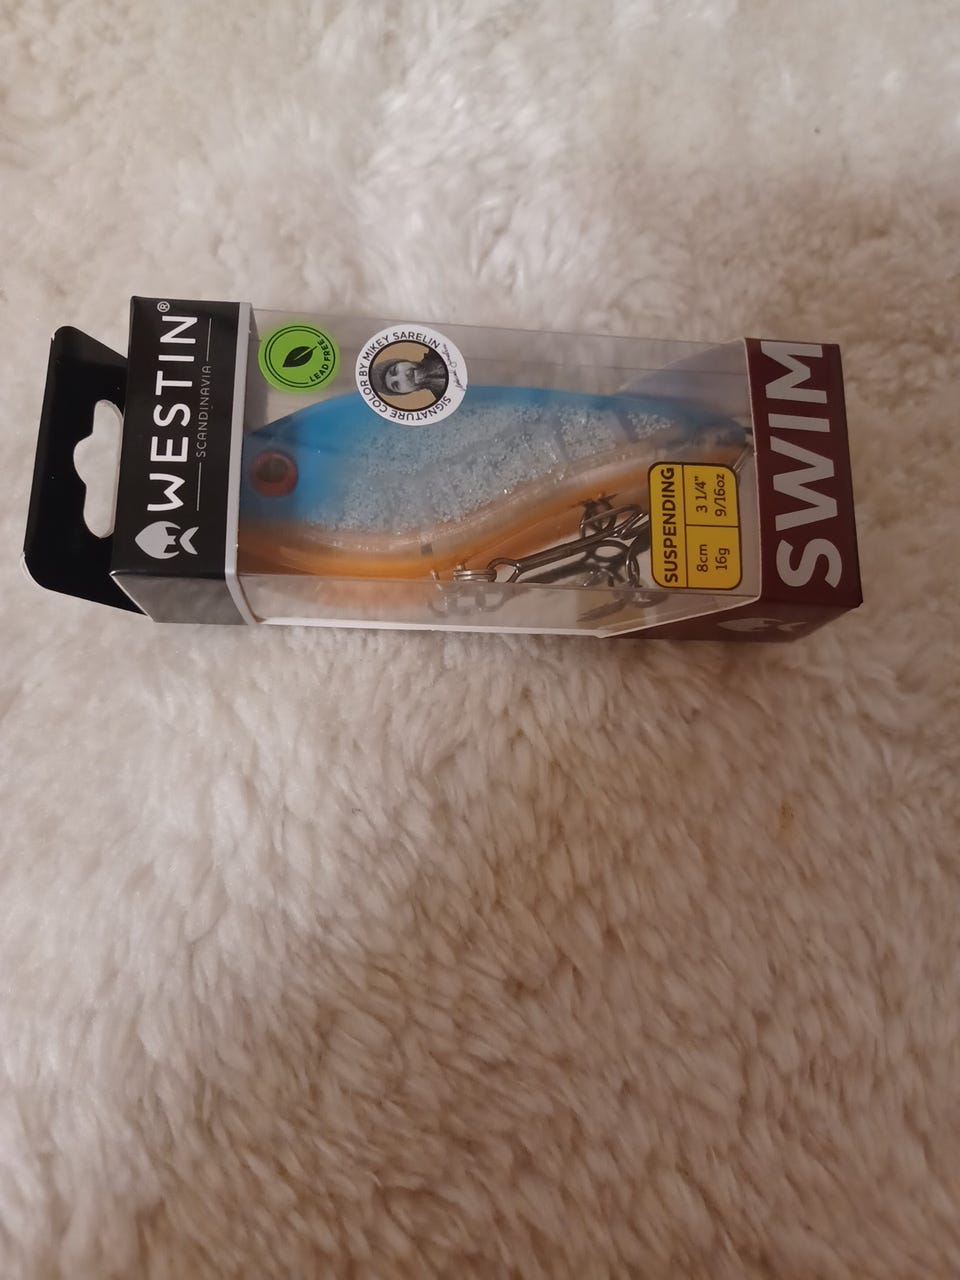 WESTIN®
SCANDINAVIA
LEAD FREE
SIGNATURE COLOR BY MIKEY SARELIN
SUSPENDING
8cm 3 1/4"
16g 9/16oz
SWIM